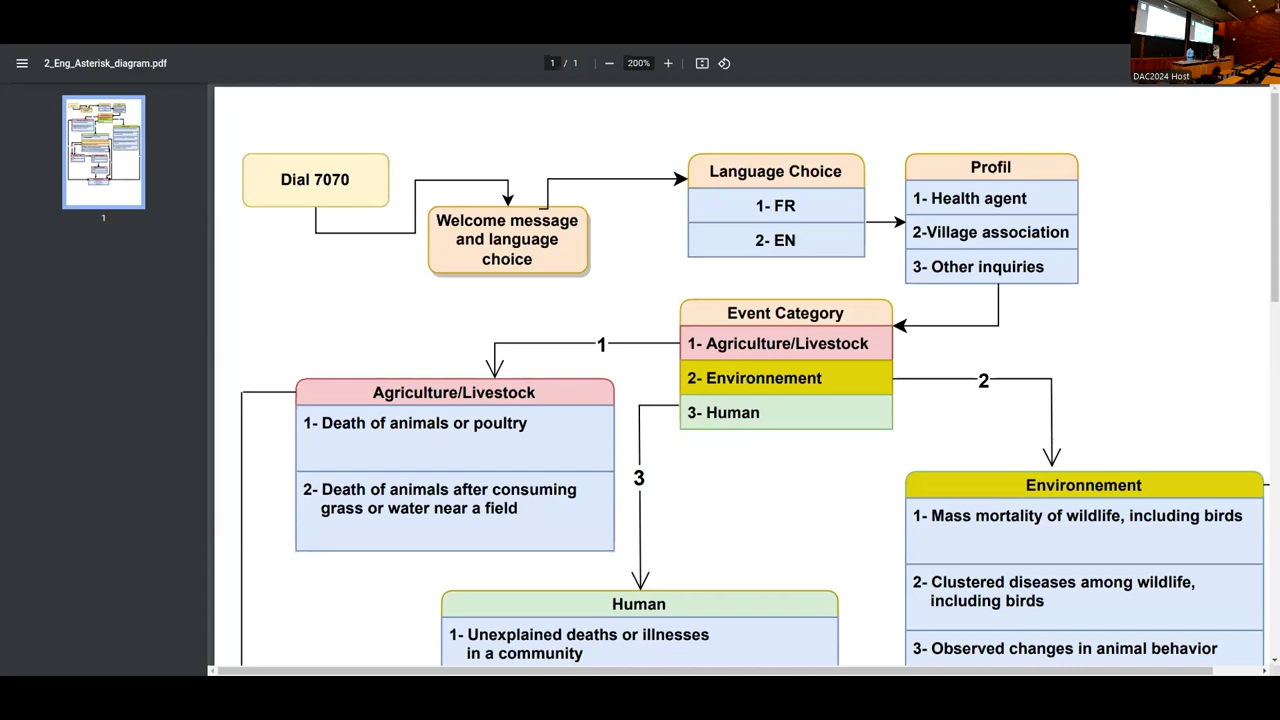 2_Eng_Asterisk_diagram.pdf
1 / 1
200%
DAC2024 Host
1
Dial 7070
Welcome message
and language
choice
Language Choice
1- FR
2- EN
Profil
1- Health agent
2-Village association
3- Other inquiries
Event Category
1- Agriculture/Livestock
2- Environnement
3- Human
1
2
3
Agriculture/Livestock
1- Death of animals or poultry
2- Death of animals after consuming
grass or water near a field
Environnement
1- Mass mortality of wildlife, including birds
2- Clustered diseases among wildlife,
including birds
3- Observed changes in animal behavior
Human
1- Unexplained deaths or illnesses
in a community